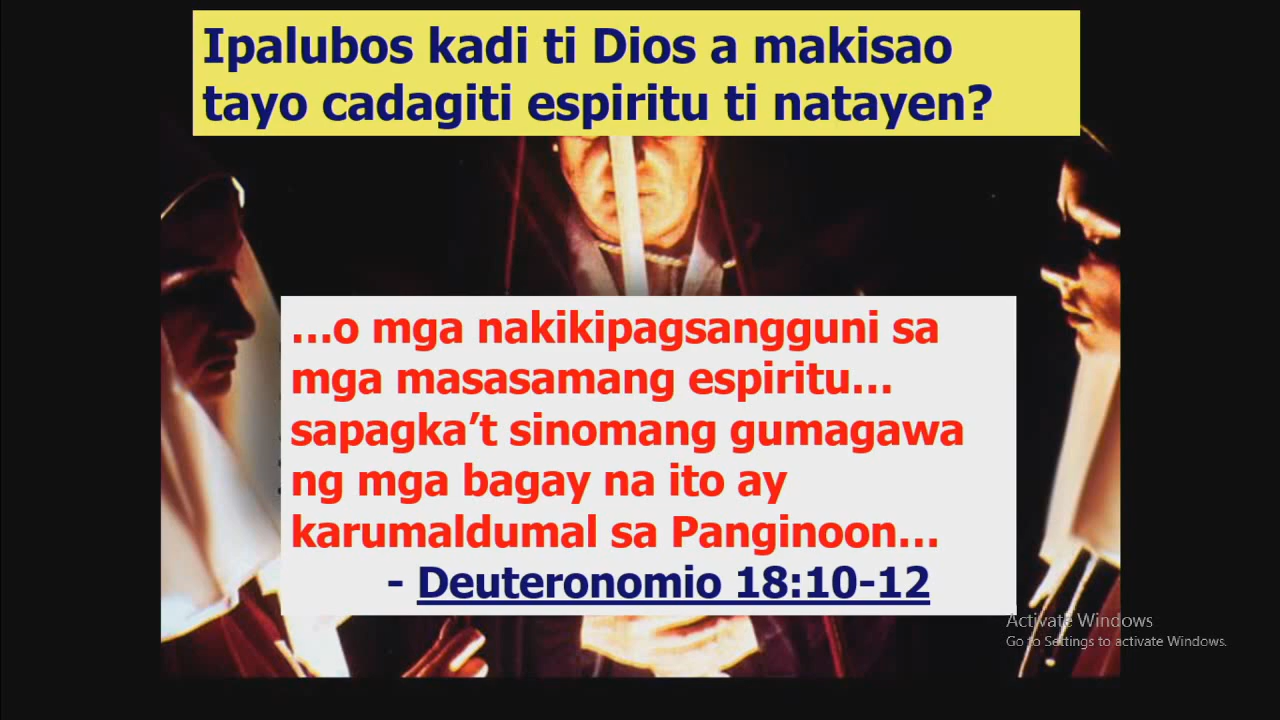 Ipalubos kadi ti Dios a makisao
tayo cadagiti espiritu ti natayen?
...o mga nakikipagsangguni sa
mga masasamang espiritu...
sapagka’t sinomang gumagawa
ng mga bagay na ito ay
karumaldumal sa Panginoon...
- Deuteronomio 18:10-12
Activate Windows
Go to Settings to activate Windows.